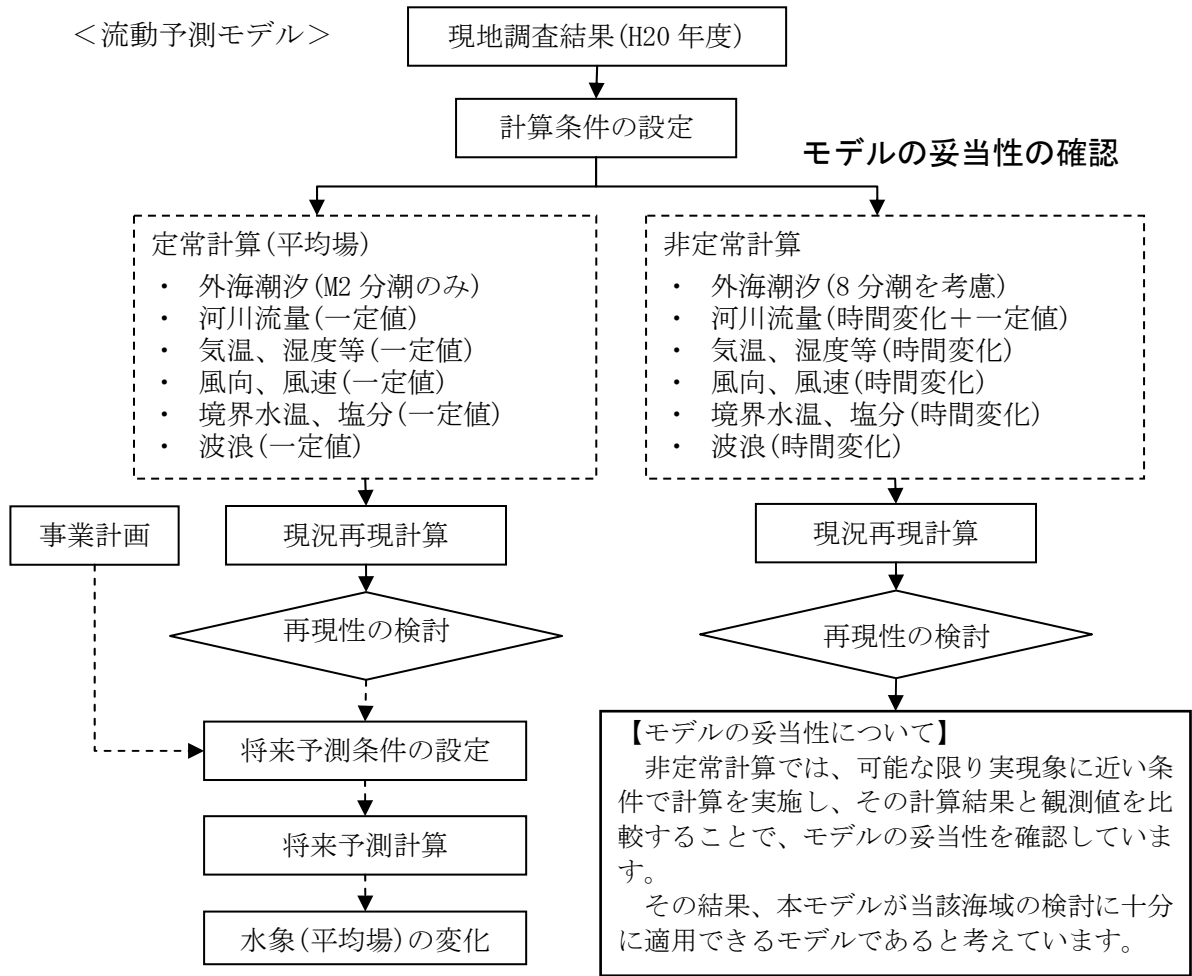 ＜流動予測モデル＞
現地調査結果(H20 年度)
計算条件の設定
モデルの妥当性の確認
定常計算(平均場)
・ 外海潮汐(M2 分潮のみ)
・ 河川流量(一定値)
・ 気温、湿度等(一定値)
・ 風向、風速(一定値)
・ 境界水温、塩分(一定値)
・ 波浪(一定値)
非定常計算
・ 外海潮汐(8 分潮を考慮)
・ 河川流量(時間変化＋一定値)
・ 気温、湿度等(時間変化)
・ 風向、風速(時間変化)
・ 境界水温、塩分(時間変化)
・ 波浪(時間変化)
事業計画
現況再現計算
現況再現計算
再現性の検討
再現性の検討
将来予測条件の設定
将来予測計算
水象(平均場)の変化
【モデルの妥当性について】
非定常計算では、可能な限り実現象に近い条
件で計算を実施し、その計算結果と観測値を比
較することで、モデルの妥当性を確認していま
す。
その結果、本モデルが当該海域の検討に十分
に適用できるモデルであると考えています。